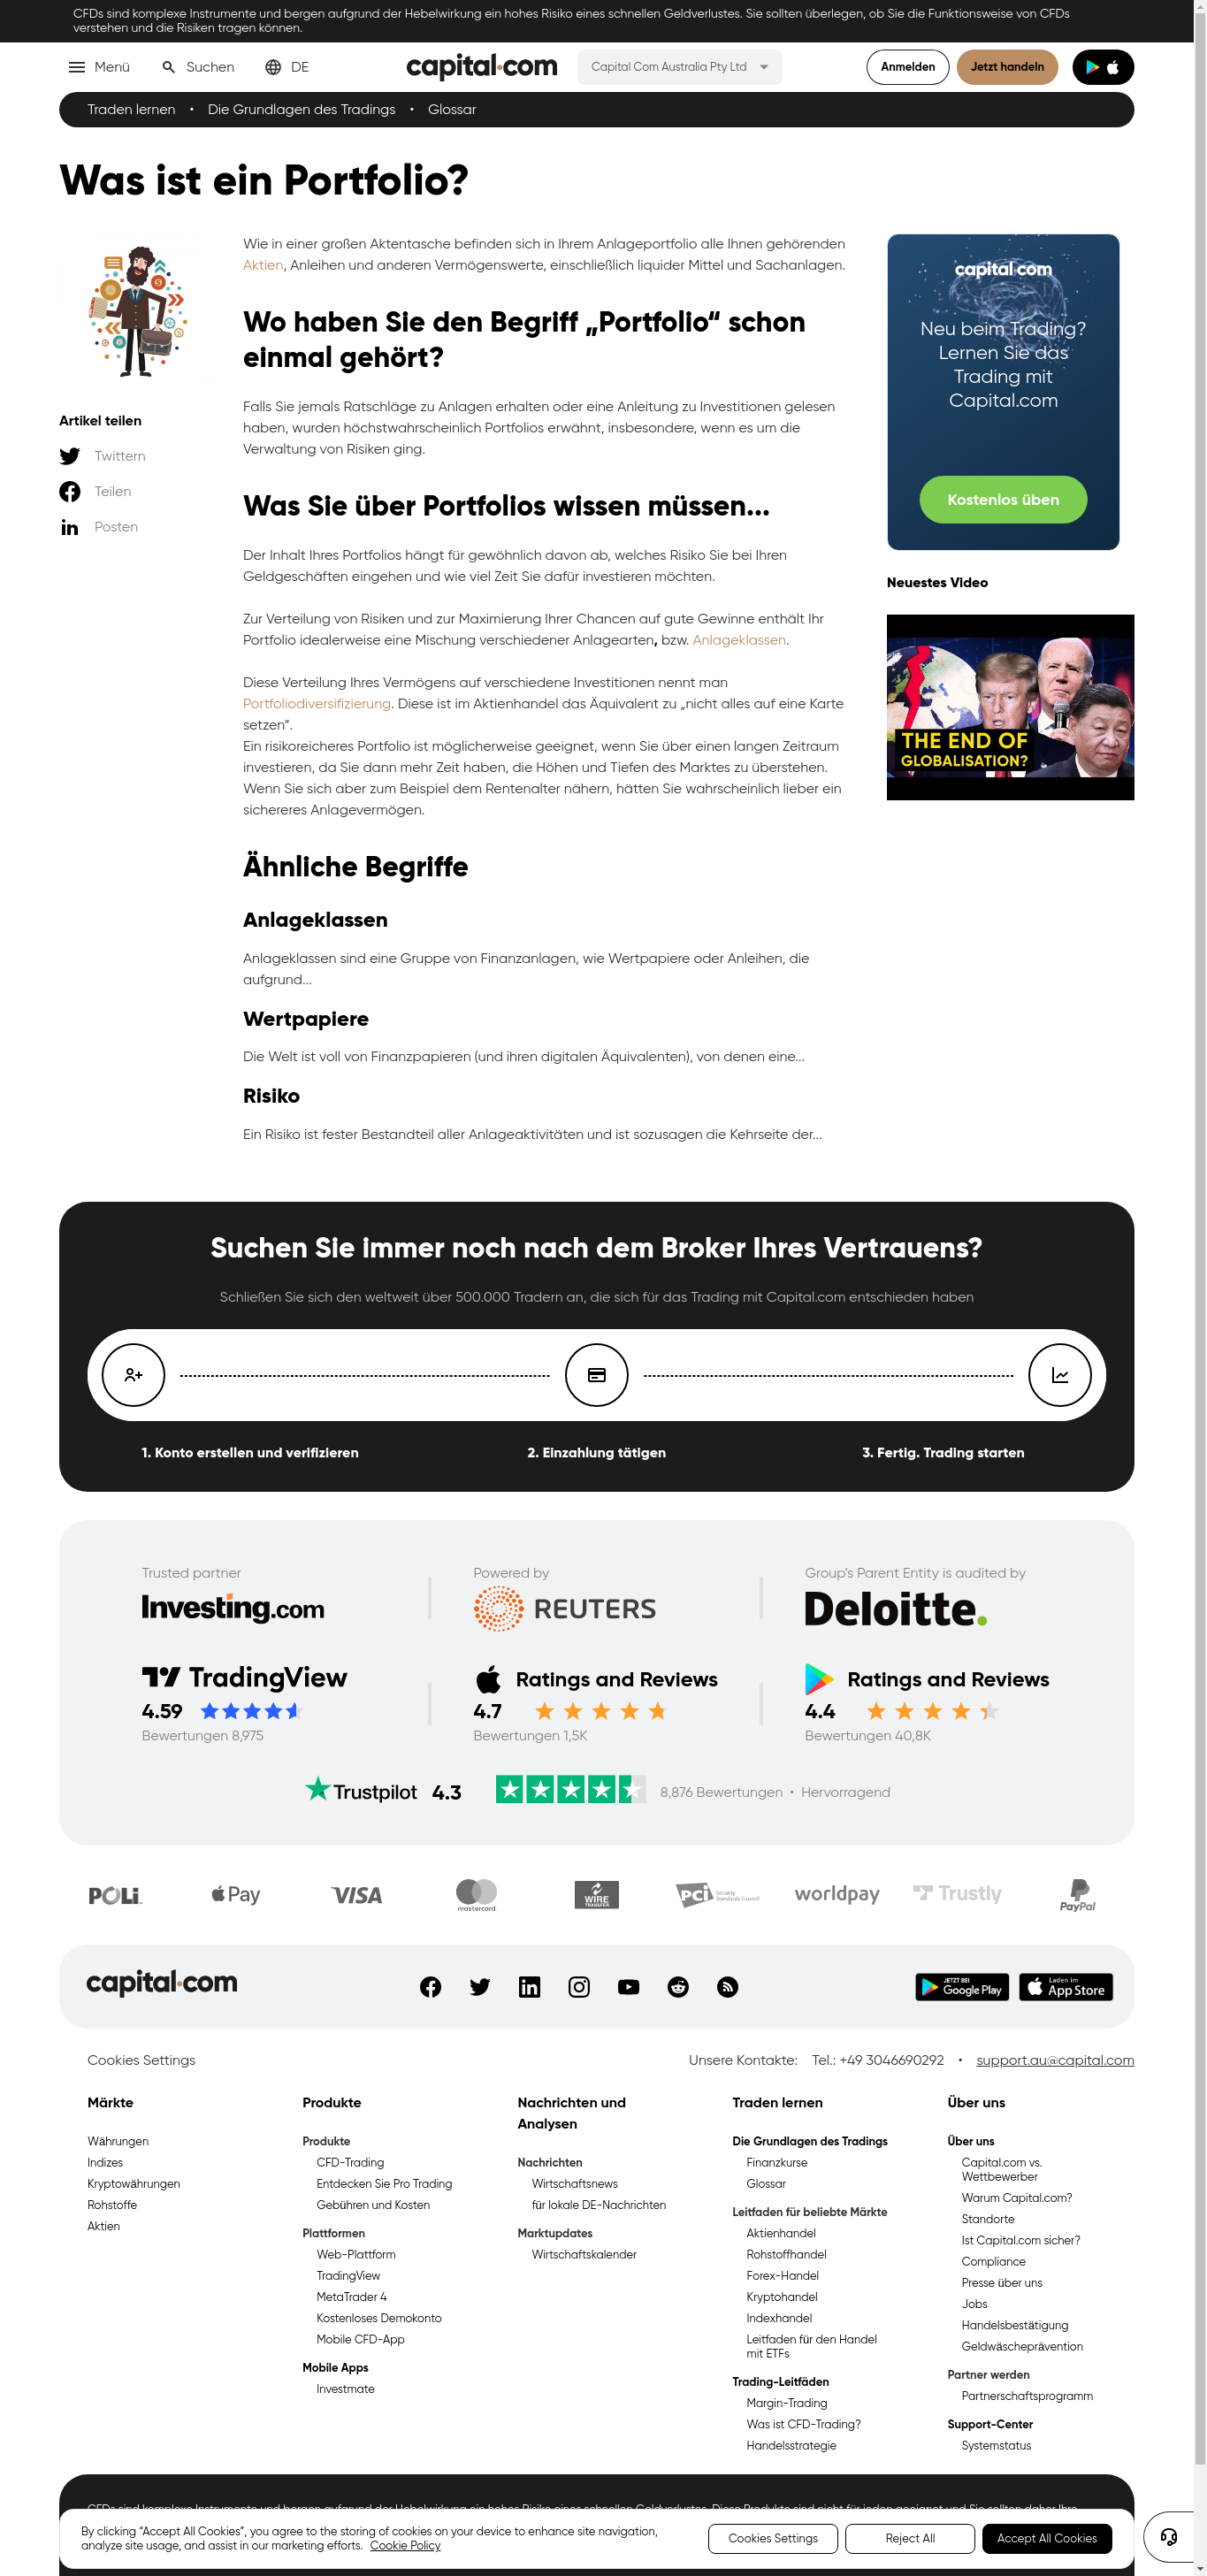 CFDs sind komplexe Instrumente und bergen aufgrund der Hebelwirkung ein hohes Risiko eines schnellen Geldverlustes. Sie sollten überlegen, ob Sie die Funktionsweise von CFDs
verstehen und die Risiken tragen können.
Menü
Suchen
DE
capital.com
Capital Com Australia Pty Ltd
Anmelden
Jetzt handeln
Traden lernen • Die Grundlagen des Tradings • Glossar
Was ist ein Portfolio?
Wie in einer großen Aktentasche befinden sich in Ihrem Anlageportfolio alle Ihnen gehörenden
Aktien, Anleihen und anderen Vermögenswerte, einschließlich liquider Mittel und Sachanlagen.
Wo haben Sie den Begriff „Portfolio“ schon
einmal gehört?
Artikel teilen
Twittern
Teilen
Posten
Falls Sie jemals Ratschläge zu Anlagen erhalten oder eine Anleitung zu Investitionen gelesen
haben, wurden höchstwahrscheinlich Portfolios erwähnt, insbesondere, wenn es um die
Verwaltung von Risiken ging.
Was Sie über Portfolios wissen müssen...
Der Inhalt Ihres Portfolios hängt für gewöhnlich davon ab, welches Risiko Sie bei Ihren
Geldgeschäften eingehen und wie viel Zeit Sie dafür investieren möchten.
Zur Verteilung von Risiken und zur Maximierung Ihrer Chancen auf gute Gewinne enthält Ihr
Portfolio idealerweise eine Mischung verschiedener Anlagearten, bzw. Anlageklassen.
Diese Verteilung Ihres Vermögens auf verschiedene Investitionen nennt man
Portfoliodiversifizierung. Diese ist im Aktienhandel das Äquivalent zu „nicht alles auf eine Karte
setzen”.
Ein risikoreicheres Portfolio ist möglicherweise geeignet, wenn Sie über einen langen Zeitraum
investieren, da Sie dann mehr Zeit haben, die Höhen und Tiefen des Marktes zu überstehen.
Wenn Sie sich aber zum Beispiel dem Rentenalter nähern, hätten Sie wahrscheinlich lieber ein
sichereres Anlagevermögen.
Ähnliche Begriffe
Anlageklassen
Anlageklassen sind eine Gruppe von Finanzanlagen, wie Wertpapiere oder Anleihen, die
aufgrund...
Wertpapiere
Die Welt ist voll von Finanzpapieren (und ihren digitalen Äquivalenten), von denen eine...
Risiko
Ein Risiko ist fester Bestandteil aller Anlageaktivitäten und ist sozusagen die Kehrseite der...
capital.com
Neu beim Trading?
Lernen Sie das
Trading mit
Capital.com
Kostenlos üben
Neuestes Video
THE END OF
GLOBALISATION?
Suchen Sie immer noch nach dem Broker Ihres Vertrauens?
Schließen Sie sich den weltweit über 500.000 Tradern an, die sich für das Trading mit Capital.com entschieden haben
1. Konto erstellen und verifizieren
2. Einzahlung tätigen
3. Fertig. Trading starten
Trusted partner
Investing.com
Powered by
REUTERS
Group’s Parent Entity is audited by
Deloitte.
TradingView
4.59
Bewertungen 8,975
Ratings and Reviews
4.7
Bewertungen 1,5K
Ratings and Reviews
4.4
Bewertungen 40,8K
Trustpilot 4.3
8,876 Bewertungen • Hervorragend
POLi
Pay
VISA
mastercard
WIRE
TRANSFER
PCi Security
Standards Council
worldpay
Trustly
PayPal
capital.com
JETZT BEI
Google Play
Laden im
App Store
Cookies Settings
Unsere Kontakte: Tel.: +49 3046690292 • support.au@capital.com
Märkte
Währungen
Indizes
Kryptowährungen
Rohstoffe
Aktien
Produkte
Produkte
CFD-Trading
Entdecken Sie Pro Trading
Gebühren und Kosten
Plattformen
Web-Plattform
TradingView
MetaTrader 4
Kostenloses Demokonto
Mobile CFD-App
Mobile Apps
Investmate
Nachrichten und
Analysen
Nachrichten
Wirtschaftsnews
für lokale DE-Nachrichten
Marktupdates
Wirtschaftskalender
Traden lernen
Die Grundlagen des Tradings
Finanzkurse
Glossar
Leitfaden für beliebte Märkte
Aktienhandel
Rohstoffhandel
Forex-Handel
Kryptohandel
Indexhandel
Leitfaden für den Handel
mit ETFs
Trading-Leitfäden
Margin-Trading
Was ist CFD-Trading?
Handelsstrategie
Über uns
Über uns
Capital.com vs.
Wettbewerber
Warum Capital.com?
Standorte
Ist Capital.com sicher?
Compliance
Presse über uns
Jobs
Handelsbestätigung
Geldwäscheprävention
Partner werden
Partnerschaftsprogramm
Support-Center
Systemstatus
By clicking “Accept All Cookies”, you agree to the storing of cookies on your device to enhance site navigation,
analyze site usage, and assist in our marketing efforts. Cookie Policy
Cookies Settings
Reject All
Accept All Cookies